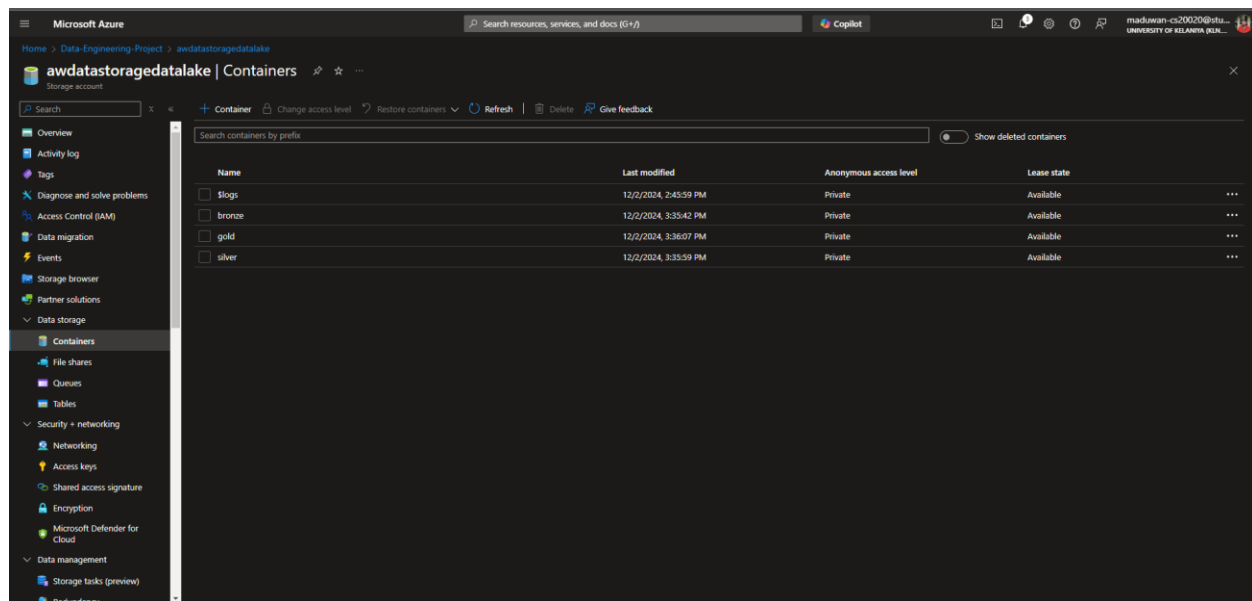 Microsoft Azure
Search resources, services, and docs (G+/)
Copilot
1
maduwan-cs20020@stu...
UNIVERSITY OF KELANIYA (KLN....
Home > Data-Engineering-Project > awdatastoragedatalake
awdatastoragedatalake | Containers
Storage account
Search
+ Container
Change access level
Restore containers
Refresh
Delete
Give feedback
Search containers by prefix
Show deleted containers
Overview
Activity log
Tags
Diagnose and solve problems
Access Control (IAM)
Data migration
Events
Storage browser
Partner solutions
Data storage
Containers
File shares
Queues
Tables
Security + networking
Networking
Access keys
Shared access signature
Encryption
Microsoft Defender for
Cloud
Data management
Storage tasks (preview)
Redundancy
Name Last modified Anonymous access level Lease state
$logs 12/2/2024, 2:45:59 PM Private Available
bronze 12/2/2024, 3:35:42 PM Private Available
gold 12/2/2024, 3:36:07 PM Private Available
silver 12/2/2024, 3:35:59 PM Private Available